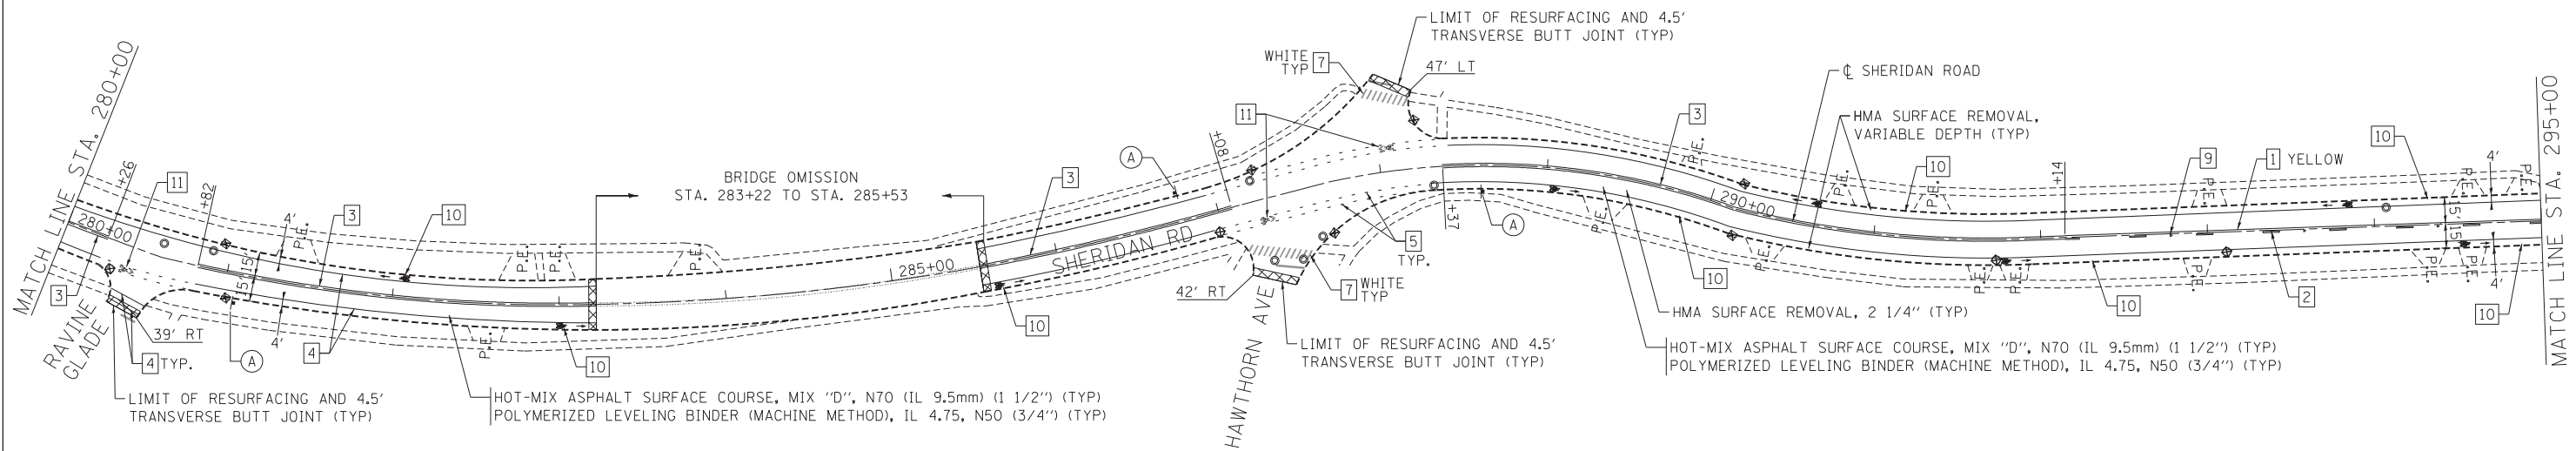 MATCH LINE STA. 280+00
280+00
+26
11
+82
4'
3
P.E.
10
15'
15'
4'
3
RAVINE
GLADE
39' RT
4 TYP.
A
4
LIMIT OF RESURFACING AND 4.5'
TRANSVERSE BUTT JOINT (TYP)
P.E.
10
HOT-MIX ASPHALT SURFACE COURSE, MIX "D", N70 (IL 9.5mm) (1 1/2") (TYP)
POLYMERIZED LEVELING BINDER (MACHINE METHOD), IL 4.75, N50 (3/4") (TYP)
P.E.
P.E.
BRIDGE OMISSION
STA. 283+22 TO STA. 285+53
P.E.
285+00
3
A
+08
SHERIDAN RD
10
11
WHITE
TYP
7
LIMIT OF RESURFACING AND 4.5'
TRANSVERSE BUTT JOINT (TYP)
47' LT
42' RT
HAWTHORN AVE
7 WHITE
TYP
5
TYP.
LIMIT OF RESURFACING AND 4.5'
TRANSVERSE BUTT JOINT (TYP)
+37
A
P.E.
10
3
P.E.
290+00
℄ SHERIDAN ROAD
HMA SURFACE REMOVAL,
VARIABLE DEPTH (TYP)
P.E.
P.E.
10
P.E.
HMA SURFACE REMOVAL, 2 1/4" (TYP)
HOT-MIX ASPHALT SURFACE COURSE, MIX "D", N70 (IL 9.5mm) (1 1/2") (TYP)
POLYMERIZED LEVELING BINDER (MACHINE METHOD), IL 4.75, N50 (3/4") (TYP)
+14
P.E.
P.E.
10
9
1 YELLOW
P.E.
P.E.
2
10
P.E.
4'
P.E.
15'
15'
P.E.
P.E.
4'
10
MATCH LINE STA. 295+00